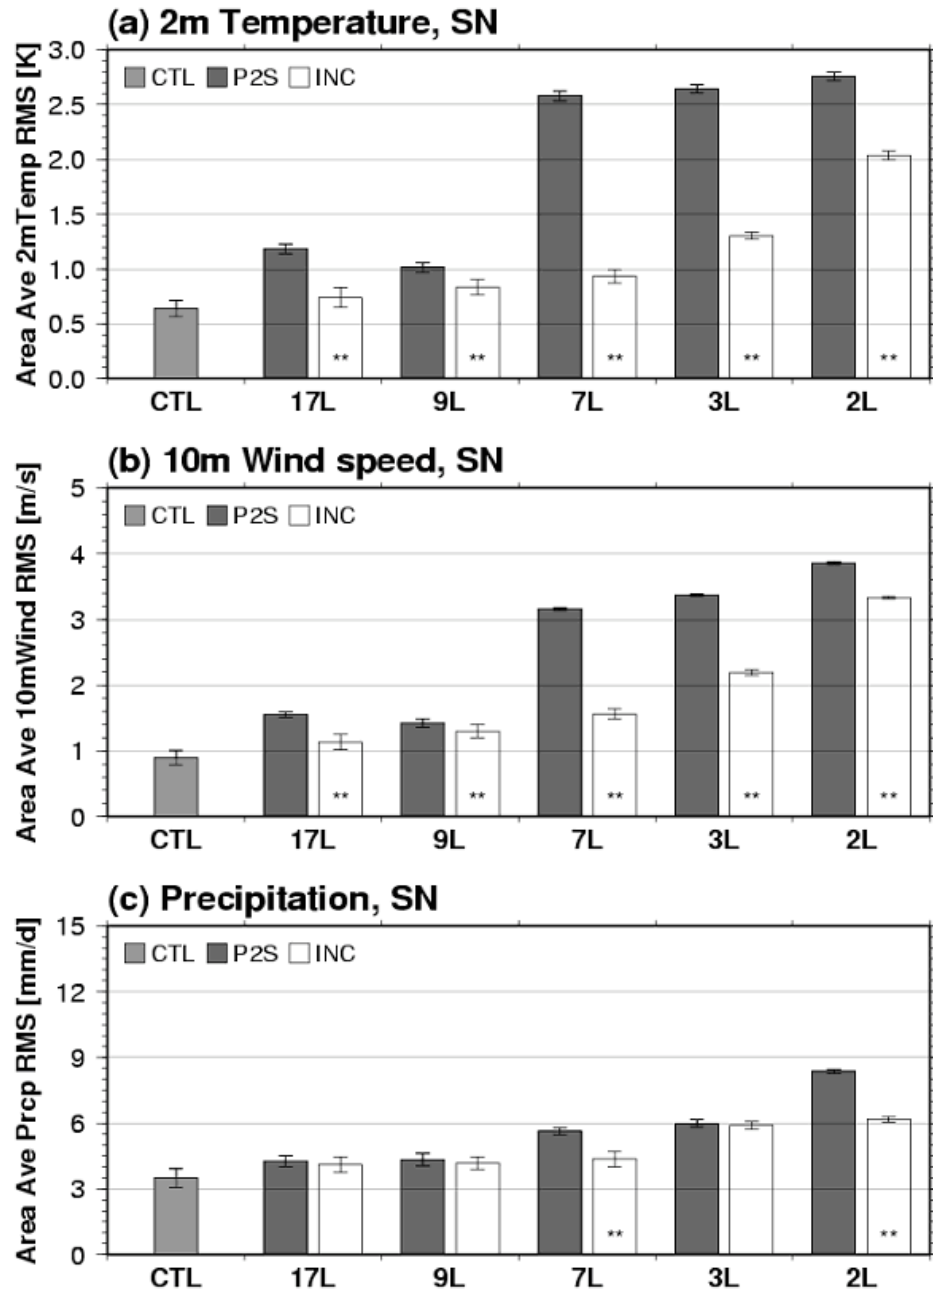 (a) 2m Temperature, SN
Area Ave 2mTemp RMS [K]
3.0
2.5
2.0
1.5
1.0
0.5
0.0
CTL P2S INC
** ** ** ** **
CTL 17L 9L 7L 3L 2L
(b) 10m Wind speed, SN
Area Ave 10mWind RMS [m/s]
5
4
3
2
1
0
CTL P2S INC
** ** ** ** **
CTL 17L 9L 7L 3L 2L
(c) Precipitation, SN
Area Ave Prcp RMS [mm/d]
15
12
9
6
3
0
CTL P2S INC
** **
CTL 17L 9L 7L 3L 2L